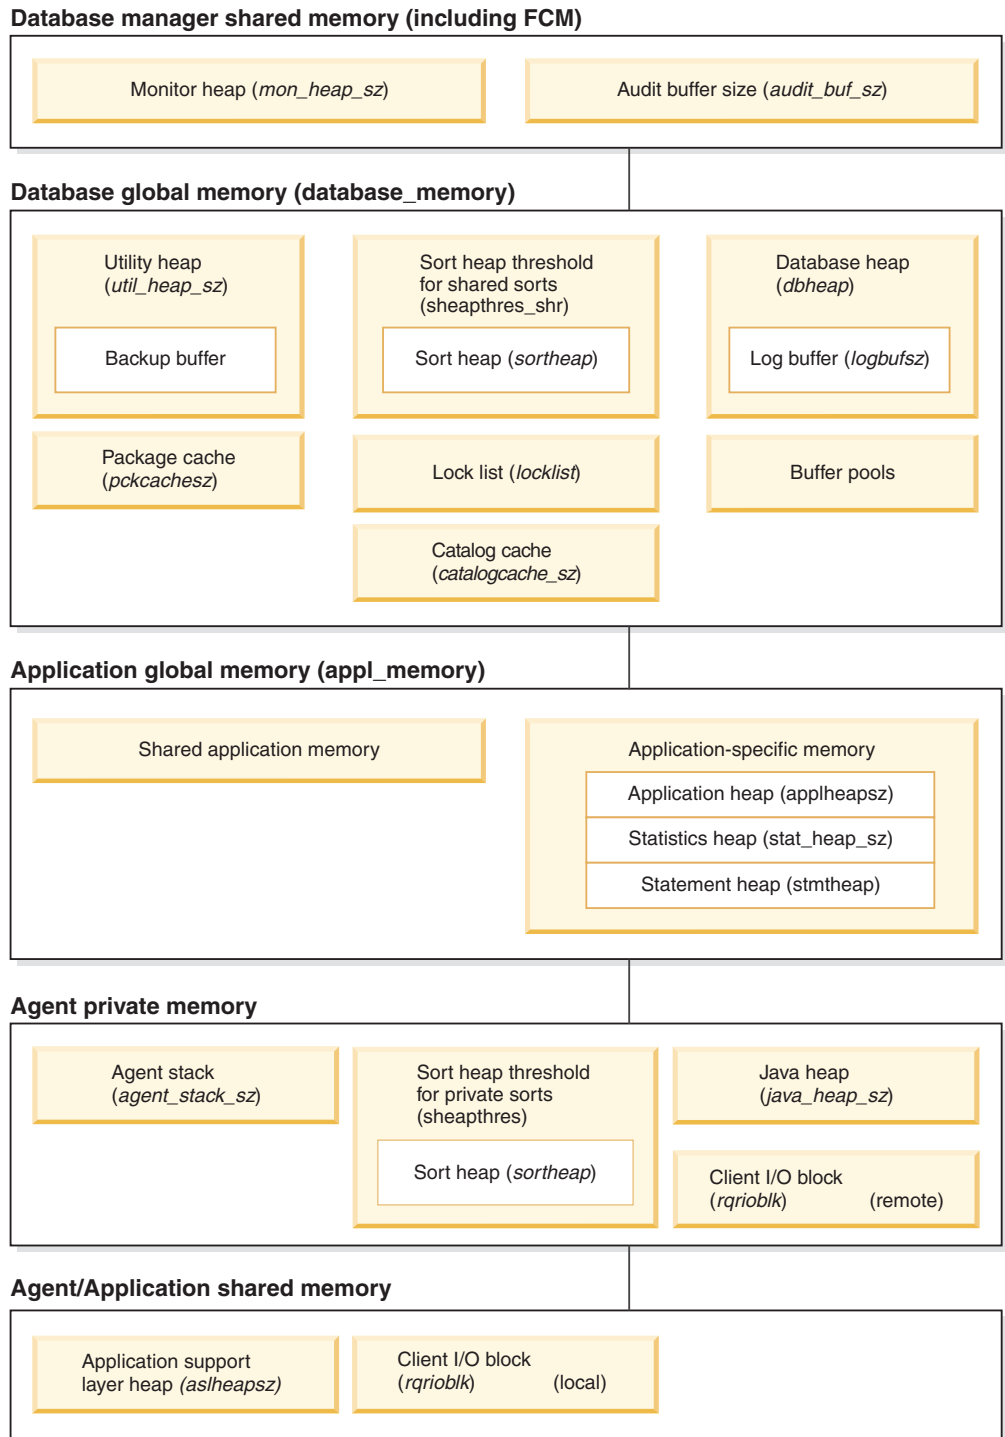 Database manager shared memory (including FCM)
Monitor heap (mon_heap_sz)
Audit buffer size (audit_buf_sz)
Database global memory (database_memory)
Utility heap
(util_heap_sz)
Backup buffer
Sort heap threshold
for shared sorts
(sheapthres_shr)
Sort heap (sortheap)
Database heap
(dbheap)
Log buffer (logbufsz)
Package cache
(pckcachesz)
Lock list (locklist)
Buffer pools
Catalog cache
(catalogcache_sz)
Application global memory (appl_memory)
Shared application memory
Application-specific memory
Application heap (applheapsz)
Statistics heap (stat_heap_sz)
Statement heap (stmtheap)
Agent private memory
Agent stack
(agent_stack_sz)
Sort heap threshold
for private sorts
(sheapthres)
Sort heap (sortheap)
Java heap
(java_heap_sz)
Client I/O block
(rqrioblk) (remote)
Agent/Application shared memory
Application support
layer heap (aslheapsz)
Client I/O block
(rqrioblk) (local)